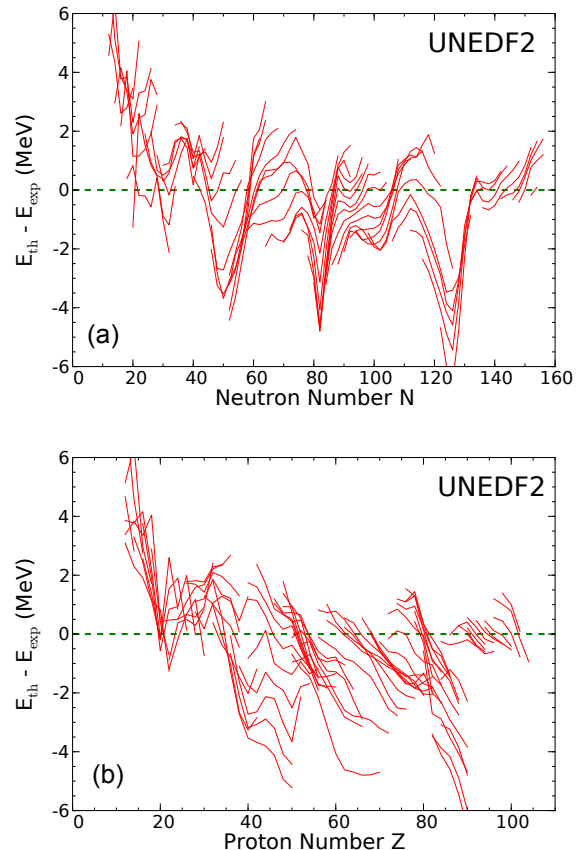 UNEDF2
6
4
2
0
-2
-4
-6
E_th - E_exp (MeV)
(a)
0 20 40 60 80 100 120 140 160
Neutron Number N
UNEDF2
6
4
2
0
-2
-4
-6
E_th - E_exp (MeV)
(b)
0 20 40 60 80 100
Proton Number Z